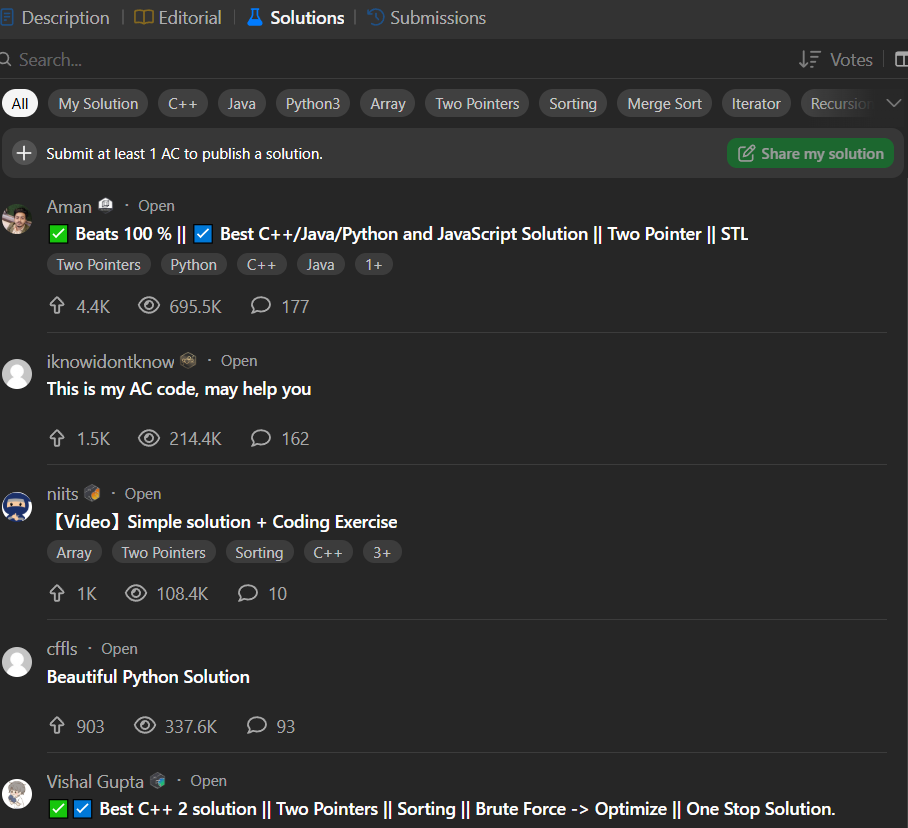 Description
Editorial
Solutions
Submissions
Search...
Votes
All
My Solution
C++
Java
Python3
Array
Two Pointers
Sorting
Merge Sort
Iterator
Recursion
Submit at least 1 AC to publish a solution.
Share my solution
Aman · Open
✅ Beats 100 % || ☑ Best C++/Java/Python and JavaScript Solution || Two Pointer || STL
Two Pointers Python C++ Java 1+
4.4K 695.5K 177
iknowidontknow · Open
This is my AC code, may help you
1.5K 214.4K 162
niits · Open
【Video】Simple solution + Coding Exercise
Array Two Pointers Sorting C++ 3+
1K 108.4K 10
cffls · Open
Beautiful Python Solution
903 337.6K 93
Vishal Gupta · Open
✅☑ Best C++ 2 solution || Two Pointers || Sorting || Brute Force -> Optimize || One Stop Solution.